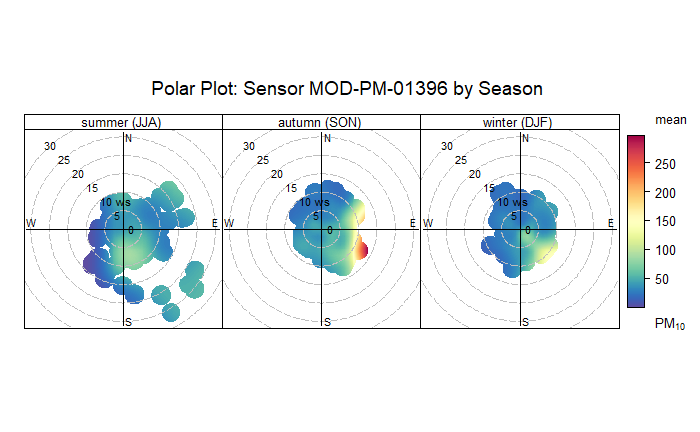 Polar Plot: Sensor MOD-PM-01396 by Season
mean
summer (JJA)
autumn (SON)
winter (DJF)
N
30
25
20
15
10 ws
5
0
W
E
S
N
30
25
20
15
10 ws
5
0
W
E
S
N
30
25
20
15
10 ws
5
0
W
E
S
250
200
150
100
50
PM10